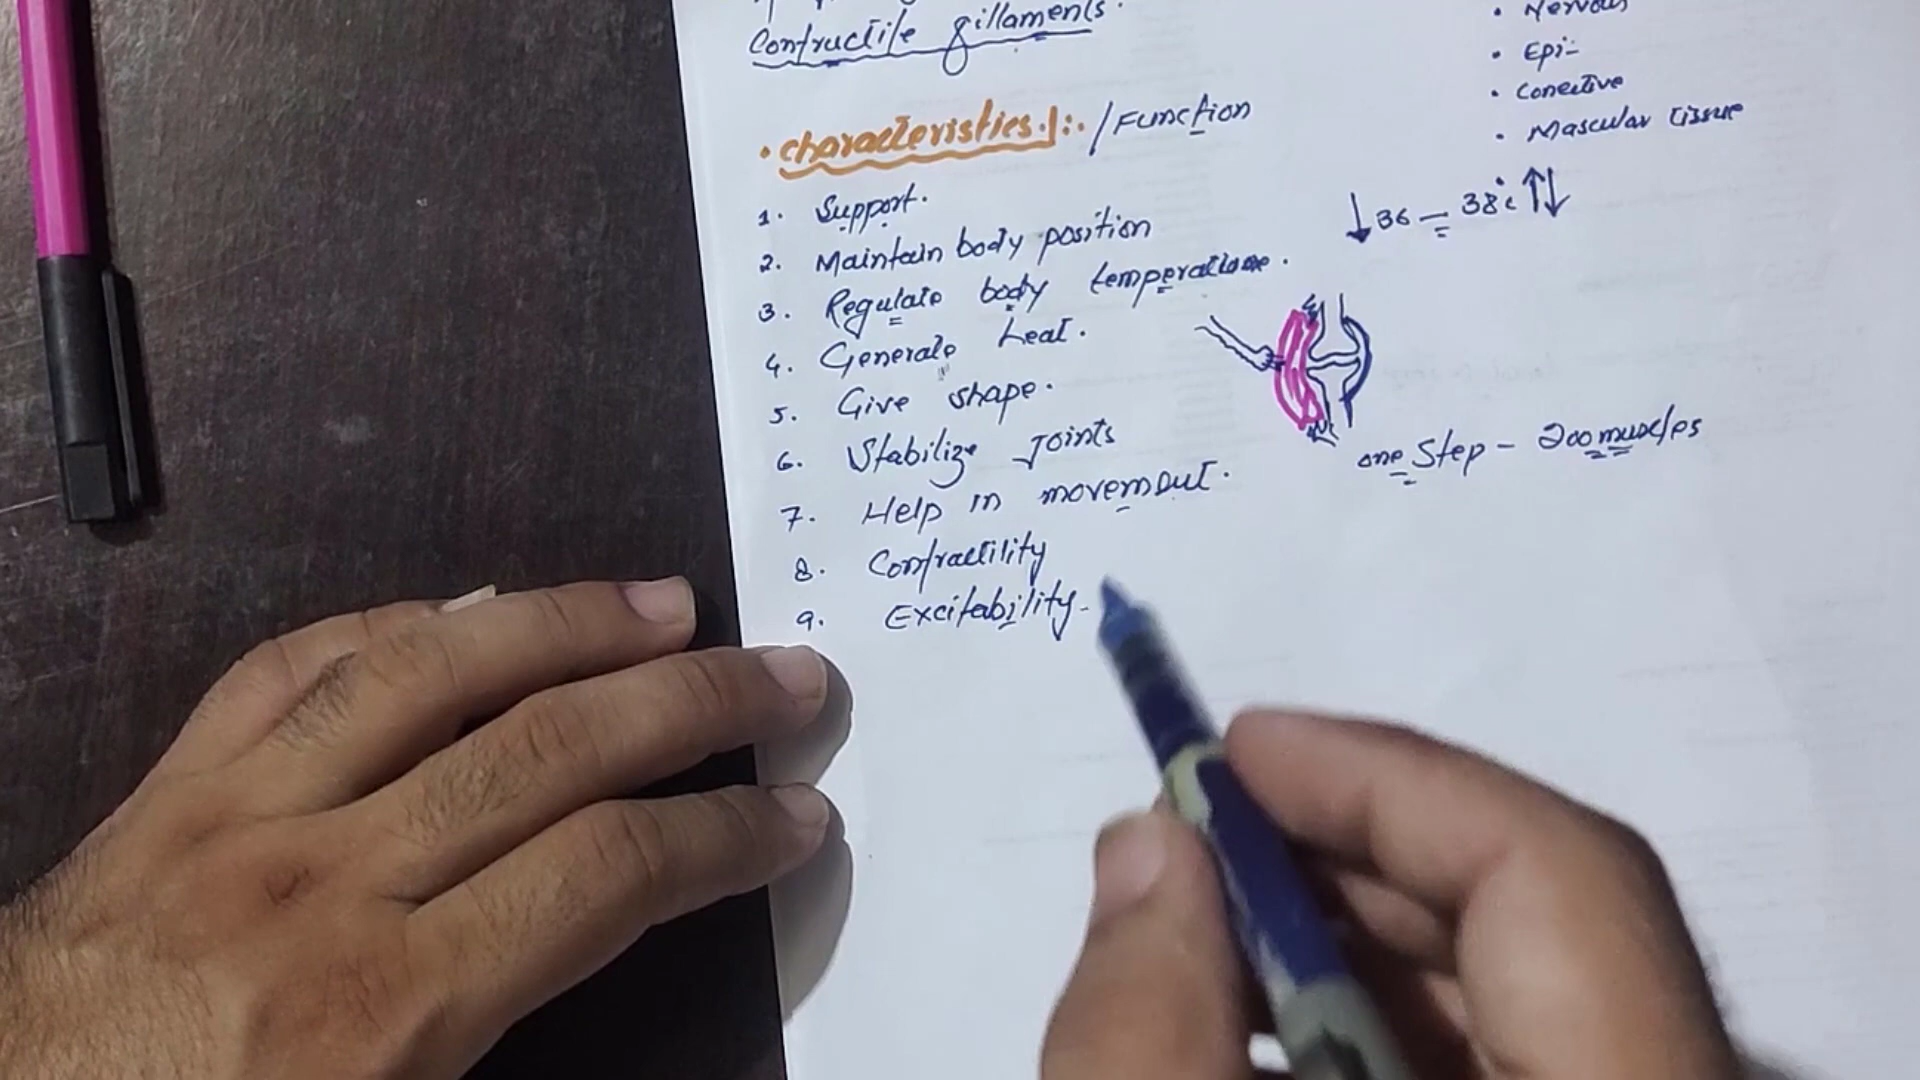 Contructile fillaments.
• characteristics. :. / Function
1. Support.
2. Maintain body position
3. Regulate body temperature.
4. Generate heat.
5. Give shape.
6. Stabilize Joints
7. Help in movement.
8. Contractility
9. Excitability-
• Nervous
• Epi-
• Conective
• Mascular tissue
↓36 – 38°c ↑↓
one Step - 200 muscles